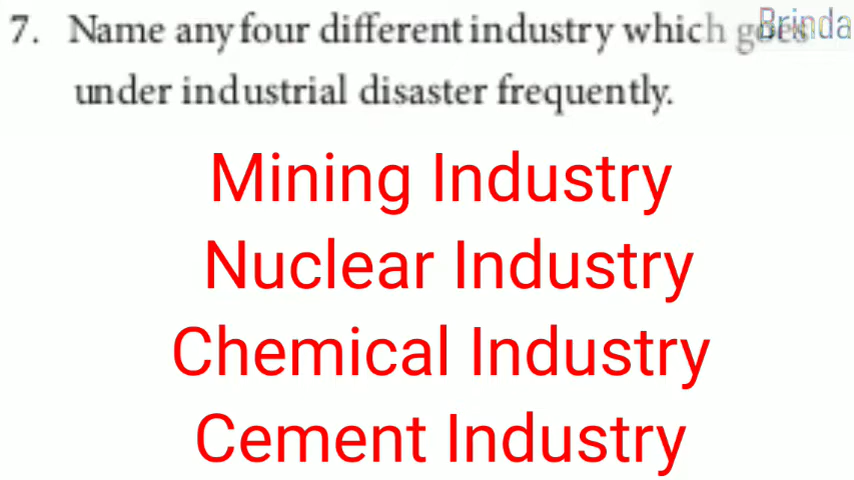 7. Name any four different industry which goes
Brinda
under industrial disaster frequently.
Mining Industry
Nuclear Industry
Chemical Industry
Cement Industry